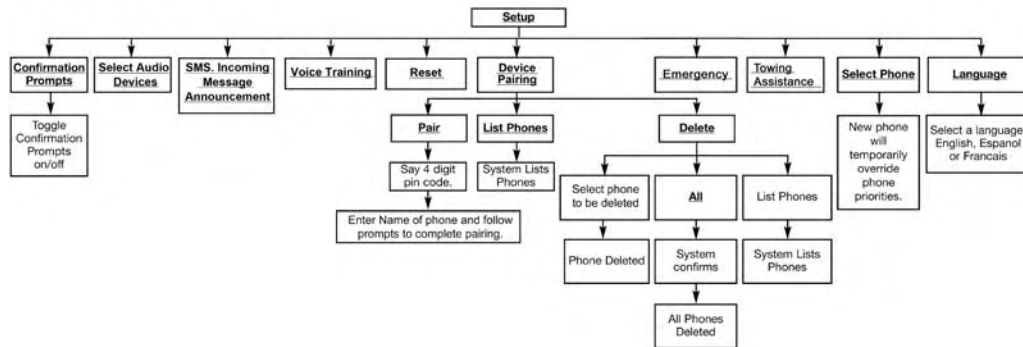 Setup
Confirmation
Prompts
Select Audio
Devices
SMS. Incoming
Message
Announcement
Voice Training
Reset
Device
Pairing
Emergency
Towing
Assistance
Select Phone
Language
Toggle
Confirmation
Prompts
on/off
Pair
List Phones
Delete
New phone
will
temporarily
override
phone
priorities.
Select a language
English, Espanol
or Francais
Say 4 digit
pin code.
System Lists
Phones
Select phone
to be deleted
All
List Phones
Enter Name of phone and follow
prompts to complete pairing.
Phone Deleted
System
confirms
System Lists
Phones
All Phones
Deleted